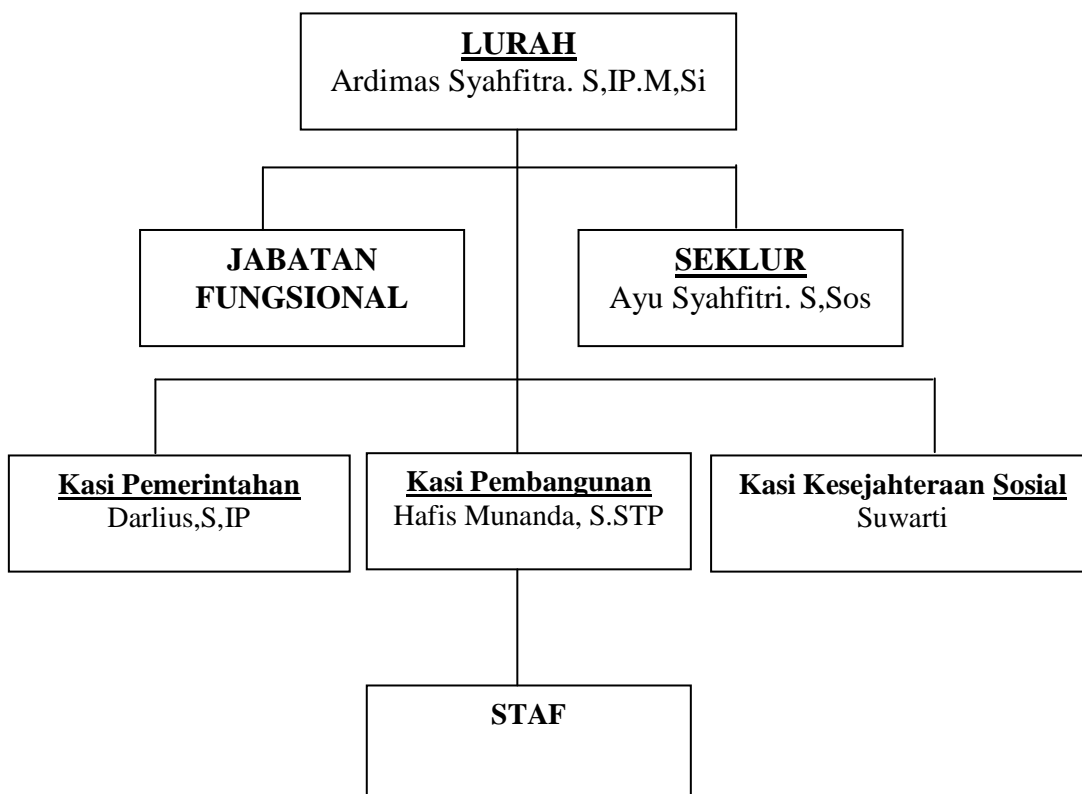 LURAH
Ardimas Syahfitra. S,IP.M,Si
JABATAN
FUNGSIONAL
SEKLUR
Ayu Syahfitri. S,Sos
Kasi Pemerintahan
Darlius,S,IP
Kasi Pembangunan
Hafis Munanda, S.STP
Kasi Kesejahteraan Sosial
Suwarti
STAF